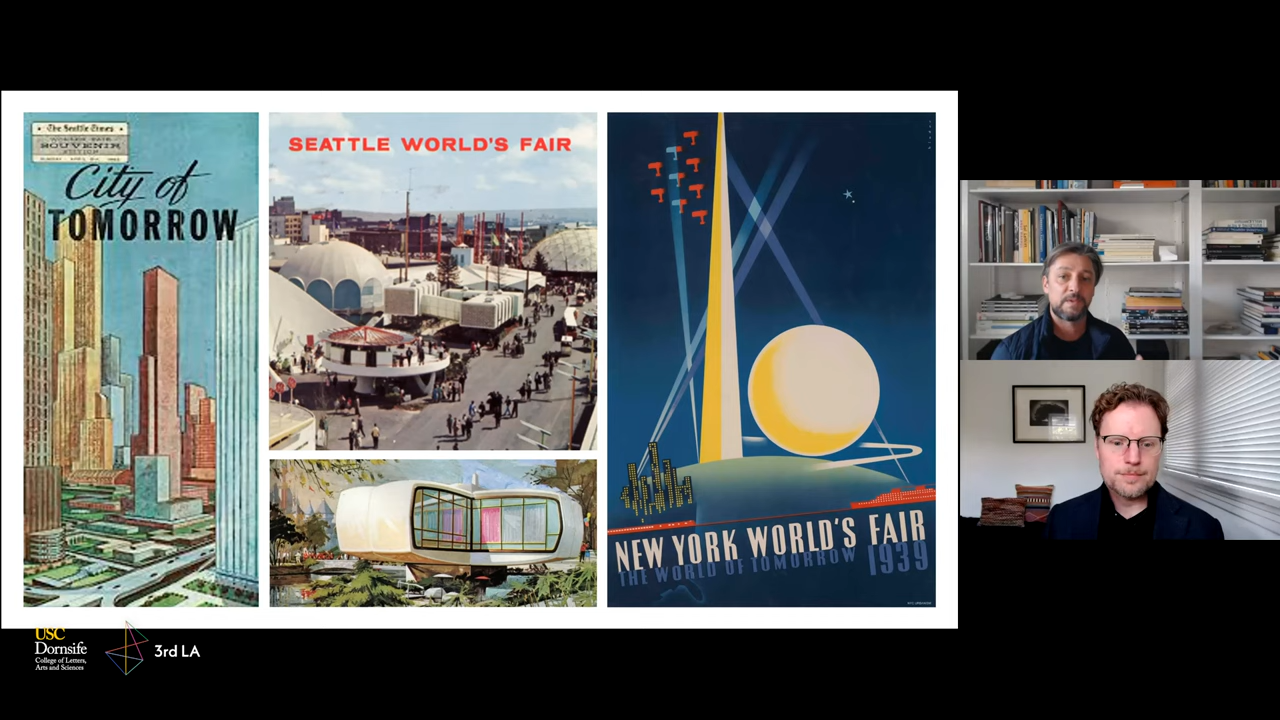 The Seattle Times
SOUVENIR
City of
TOMORROW
SEATTLE WORLD'S FAIR
NEW YORK WORLD'S FAIR
THE WORLD OF TOMORROW 1939
USC
Dornsife
College of Letters,
Arts and Sciences
3rd LA